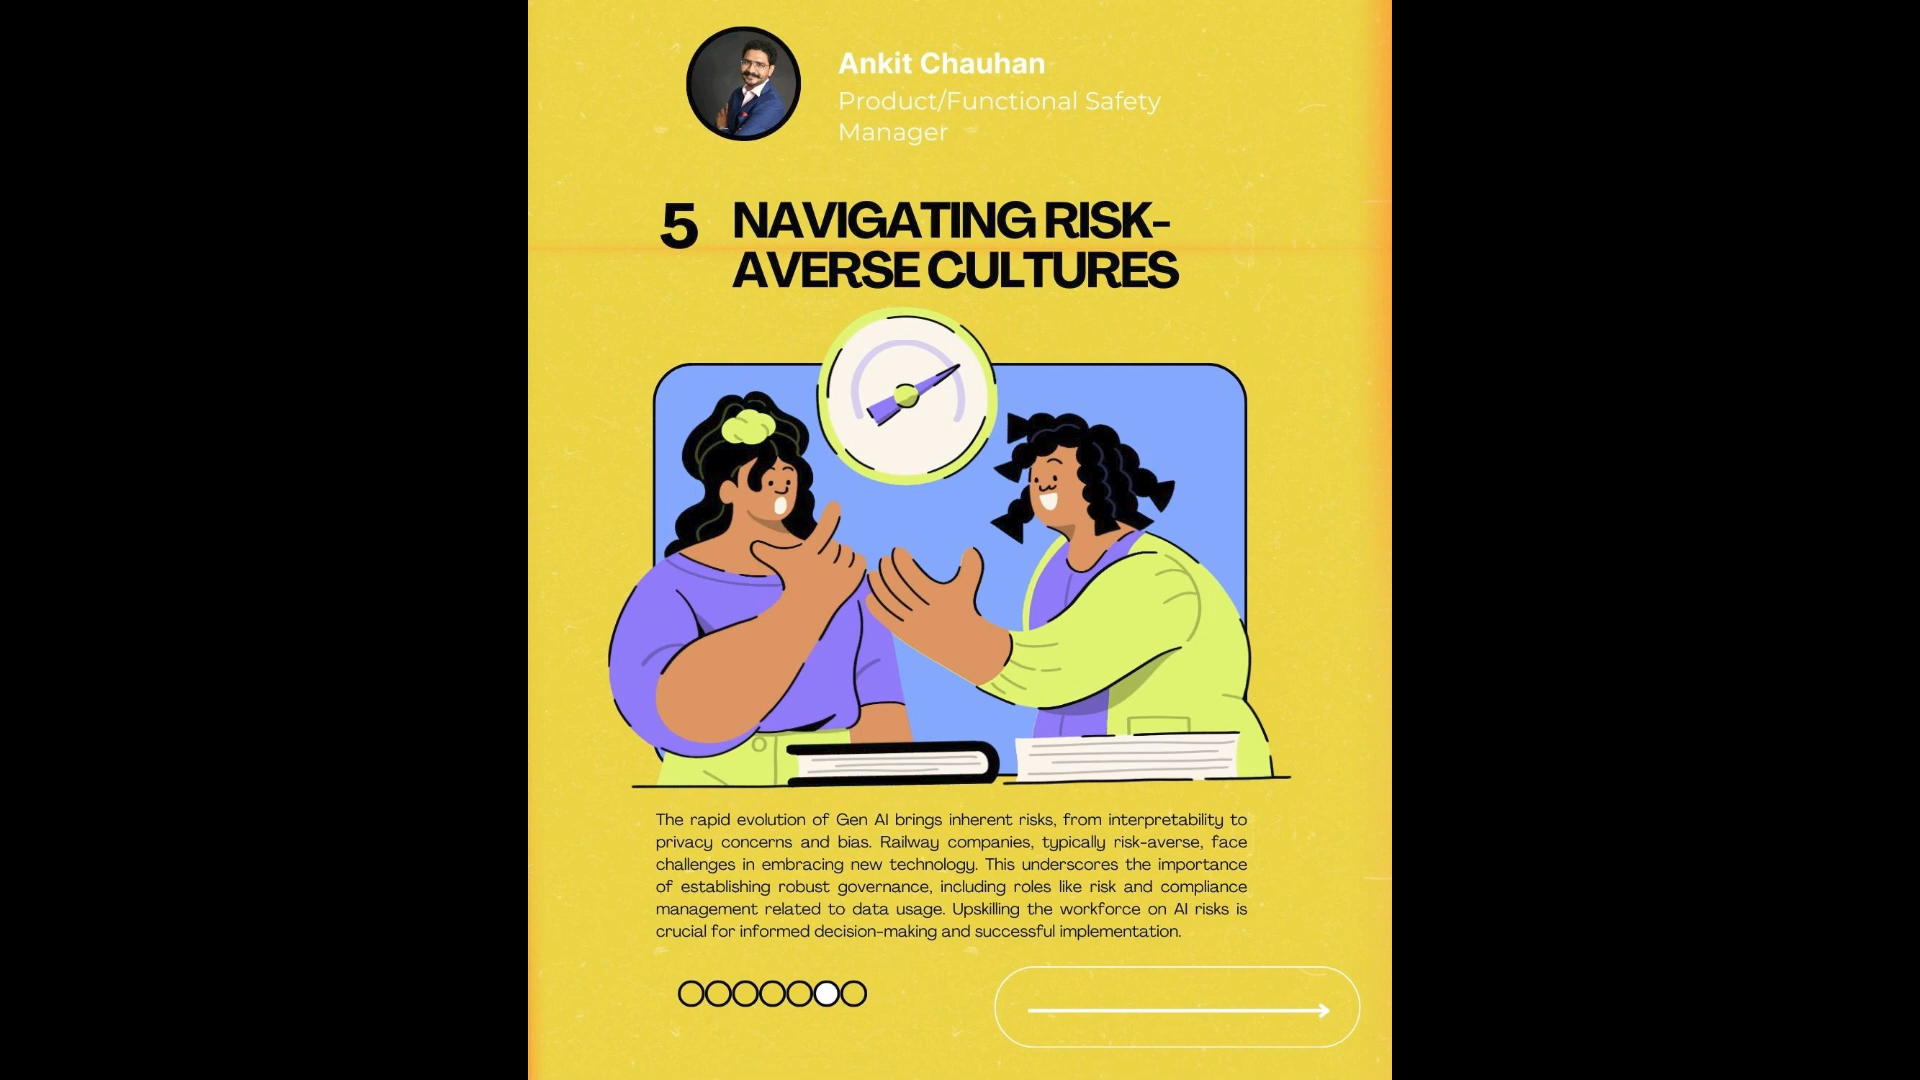 Ankit Chauhan
Product/Functional Safety
Manager
5 NAVIGATING RISK-
AVERSE CULTURES
The rapid evolution of Gen AI brings inherent risks, from interpretability to
privacy concerns and bias. Railway companies, typically risk-averse, face
challenges in embracing new technology. This underscores the importance
of establishing robust governance, including roles like risk and compliance
management related to data usage. Upskilling the workforce on AI risks is
crucial for informed decision-making and successful implementation.